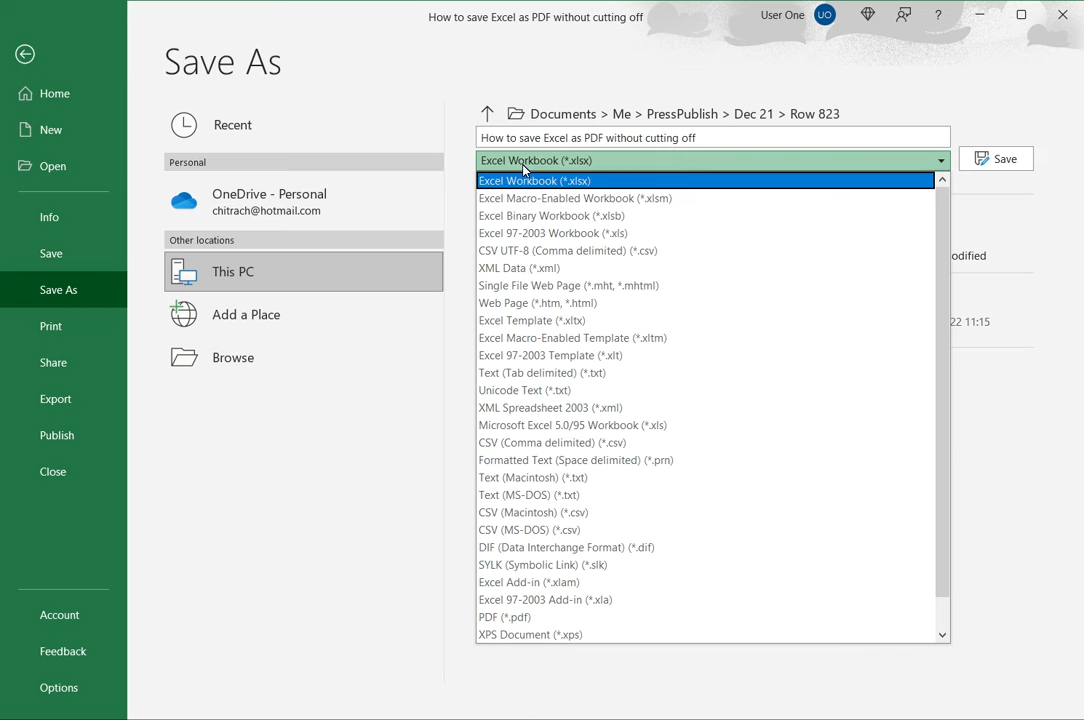 How to save Excel as PDF without cutting off
User One
UO
?
Home
New
Open
Info
Save
Save As
Print
Share
Export
Publish
Close
Account
Feedback
Options
Save As
Recent
Personal
OneDrive - Personal
chitrach@hotmail.com
Other locations
This PC
Add a Place
Browse
Documents > Me > PressPublish > Dec 21 > Row 823
How to save Excel as PDF without cutting off
Excel Workbook (*.xlsx)
Save
Excel Workbook (*.xlsx)
Excel Macro-Enabled Workbook (*.xlsm)
Excel Binary Workbook (*.xlsb)
Excel 97-2003 Workbook (*.xls)
CSV UTF-8 (Comma delimited) (*.csv)
XML Data (*.xml)
Single File Web Page (*.mht, *.mhtml)
Web Page (*.htm, *.html)
Excel Template (*.xltx)
Excel Macro-Enabled Template (*.xltm)
Excel 97-2003 Template (*.xlt)
Text (Tab delimited) (*.txt)
Unicode Text (*.txt)
XML Spreadsheet 2003 (*.xml)
Microsoft Excel 5.0/95 Workbook (*.xls)
CSV (Comma delimited) (*.csv)
Formatted Text (Space delimited) (*.prn)
Text (Macintosh) (*.txt)
Text (MS-DOS) (*.txt)
CSV (Macintosh) (*.csv)
CSV (MS-DOS) (*.csv)
DIF (Data Interchange Format) (*.dif)
SYLK (Symbolic Link) (*.slk)
Excel Add-in (*.xlam)
Excel 97-2003 Add-in (*.xla)
PDF (*.pdf)
XPS Document (*.xps)
odified
22 11:15